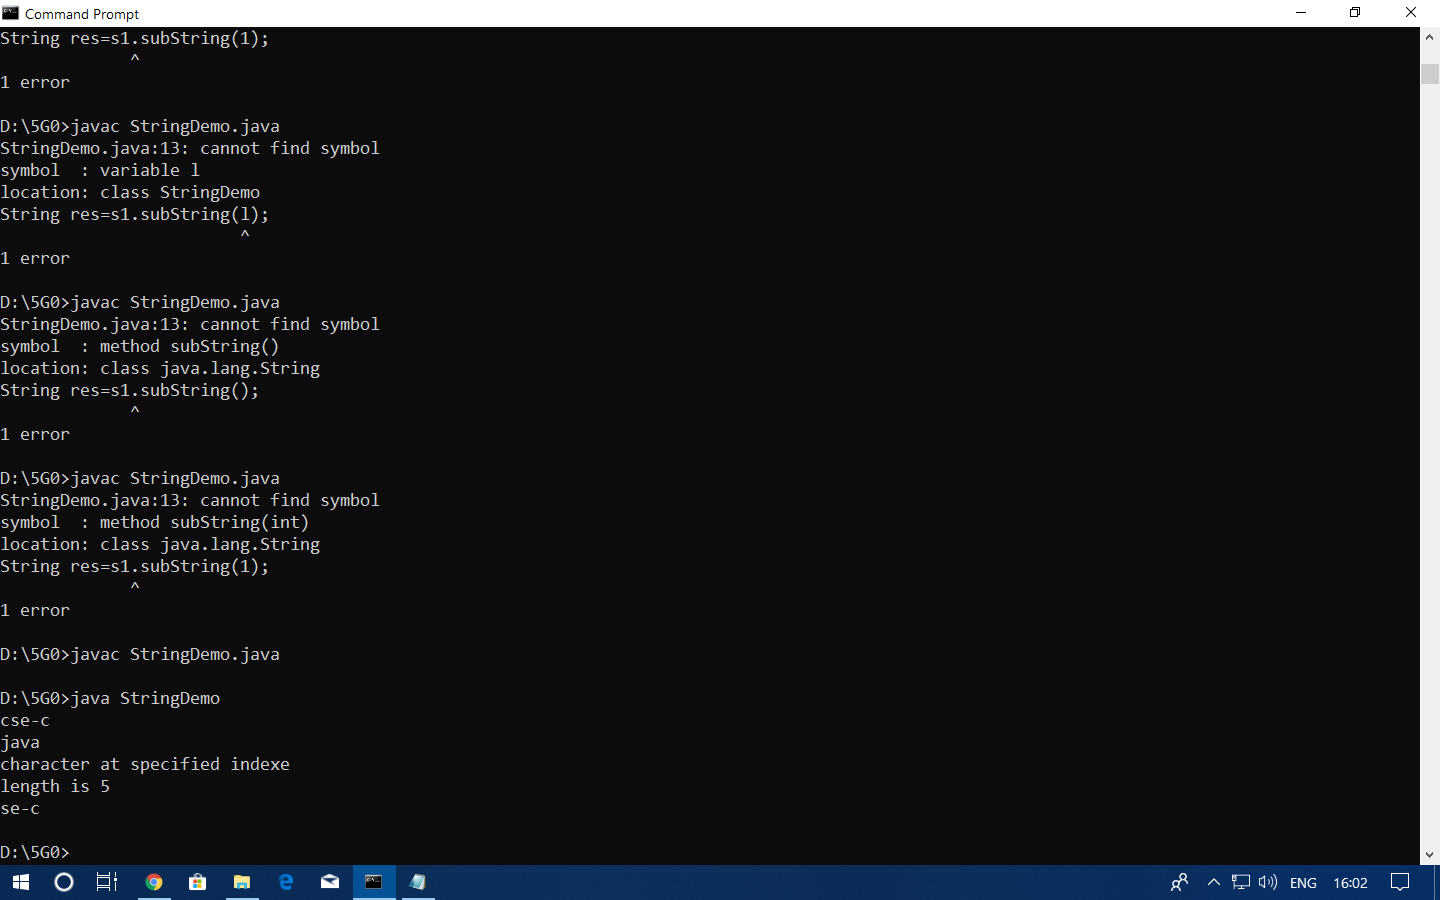 Command Prompt
String res=s1.subString(1);
^
1 error
D:\5G0>javac StringDemo.java
StringDemo.java:13: cannot find symbol
symbol  : variable l
location: class StringDemo
String res=s1.subString(l);
^
1 error
D:\5G0>javac StringDemo.java
StringDemo.java:13: cannot find symbol
symbol  : method subString()
location: class java.lang.String
String res=s1.subString();
^
1 error
D:\5G0>javac StringDemo.java
StringDemo.java:13: cannot find symbol
symbol  : method subString(int)
location: class java.lang.String
String res=s1.subString(1);
^
1 error
D:\5G0>javac StringDemo.java
D:\5G0>java StringDemo
cse-c
java
character at specified indexe
length is 5
se-c
D:\5G0>
ENG 16:02